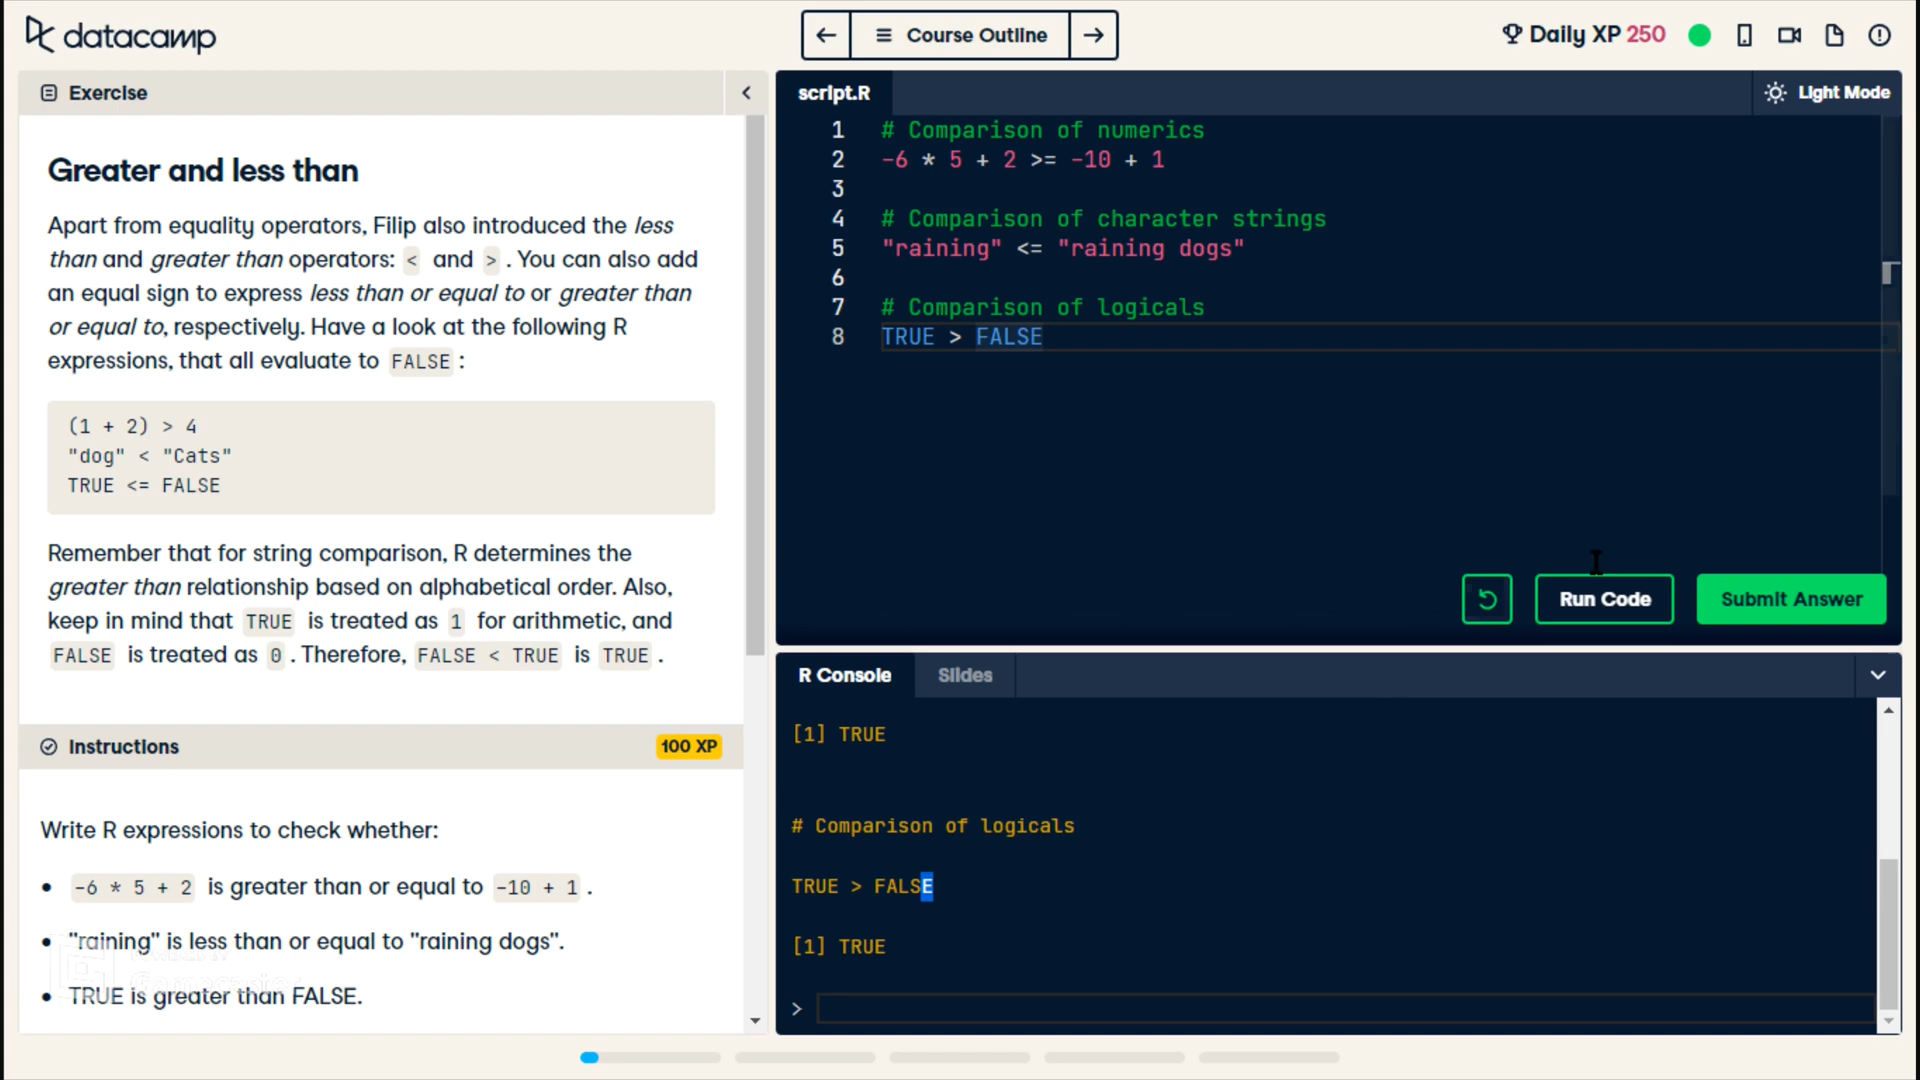 datacamp
Course Outline
Daily XP 250
Exercise
Greater and less than
Apart from equality operators, Filip also introduced the less
than and greater than operators: < and > . You can also add
an equal sign to express less than or equal to or greater than
or equal to, respectively. Have a look at the following R
expressions, that all evaluate to FALSE :
(1 + 2) > 4
"dog" < "Cats"
TRUE <= FALSE
Remember that for string comparison, R determines the
greater than relationship based on alphabetical order. Also,
keep in mind that TRUE is treated as 1 for arithmetic, and
FALSE is treated as 0 . Therefore, FALSE < TRUE is TRUE .
Instructions
100 XP
Write R expressions to check whether:
• -6 * 5 + 2 is greater than or equal to -10 + 1 .
• "raining" is less than or equal to "raining dogs".
• TRUE is greater than FALSE.
script.R
Light Mode
1 # Comparison of numerics
2 -6 * 5 + 2 >= -10 + 1
3
4 # Comparison of character strings
5 "raining" <= "raining dogs"
6
7 # Comparison of logicals
8 TRUE > FALSE
Run Code
Submit Answer
R Console
Slides
[1] TRUE
# Comparison of logicals
TRUE > FALSE
[1] TRUE
>